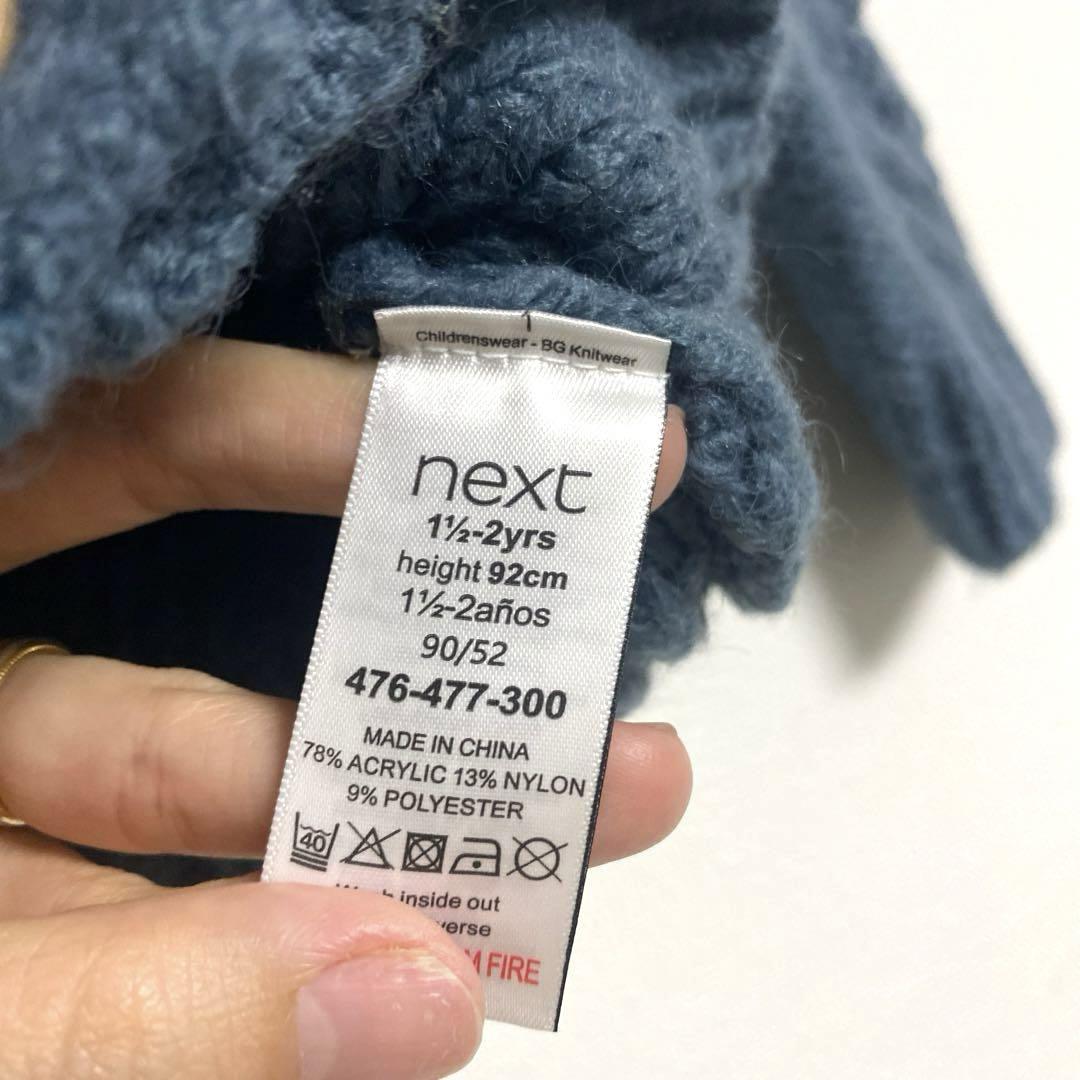 1
Childrenswear - BG Knitwear
next
1½-2yrs
height 92cm
1½-2años
90/52
476-477-300
MADE IN CHINA
78% ACRYLIC 13% NYLON
9% POLYESTER
40
inside out
FIRE